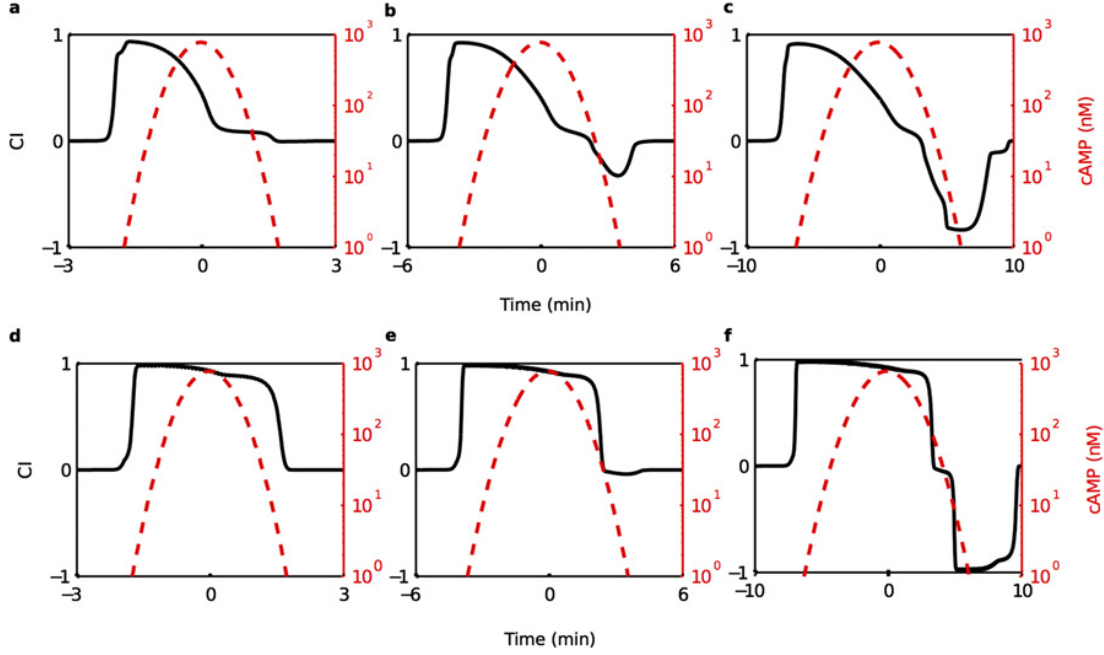 a b c
1 10³ 1 10³ 1 10³
10² 10² 10²
CI 0 0 0 cAMP (nM)
10¹ 10¹ 10¹
−1 10⁰ −1 10⁰ −1 10⁰
−3 0 3 −6 0 6 −10 0 10
Time (min)
d e f
1 10³ 1 10³ 1 10³
10² 10² 10²
CI 0 0 0 cAMP (nM)
10¹ 10¹ 10¹
−1 10⁰ −1 10⁰ −1 10⁰
−3 0 3 −6 0 6 −10 0 10
Time (min)